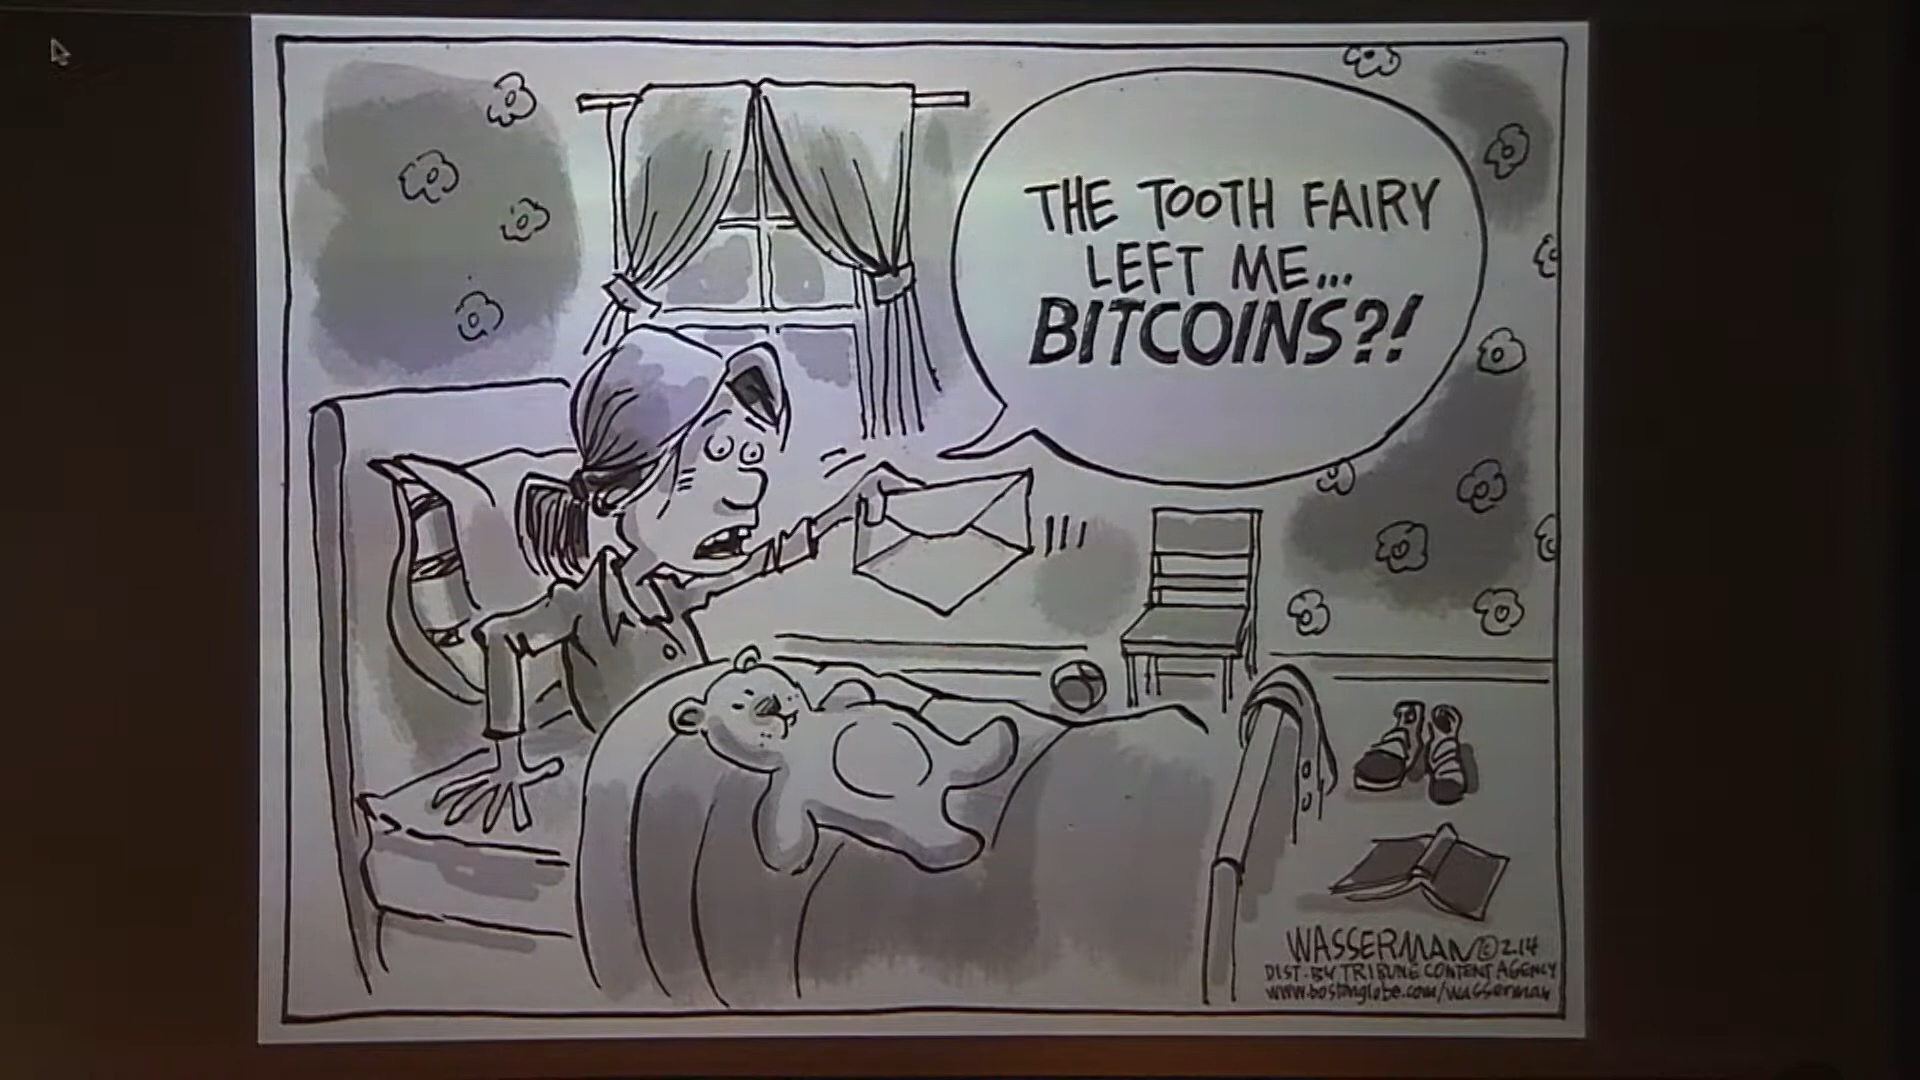 THE TOOTH FAIRY
LEFT ME...
BITCOINS?!
WASSERMAN © 2.14
DIST. BY TRIBUNE CONTENT AGENCY
www.bostonglobe.com/wasserman